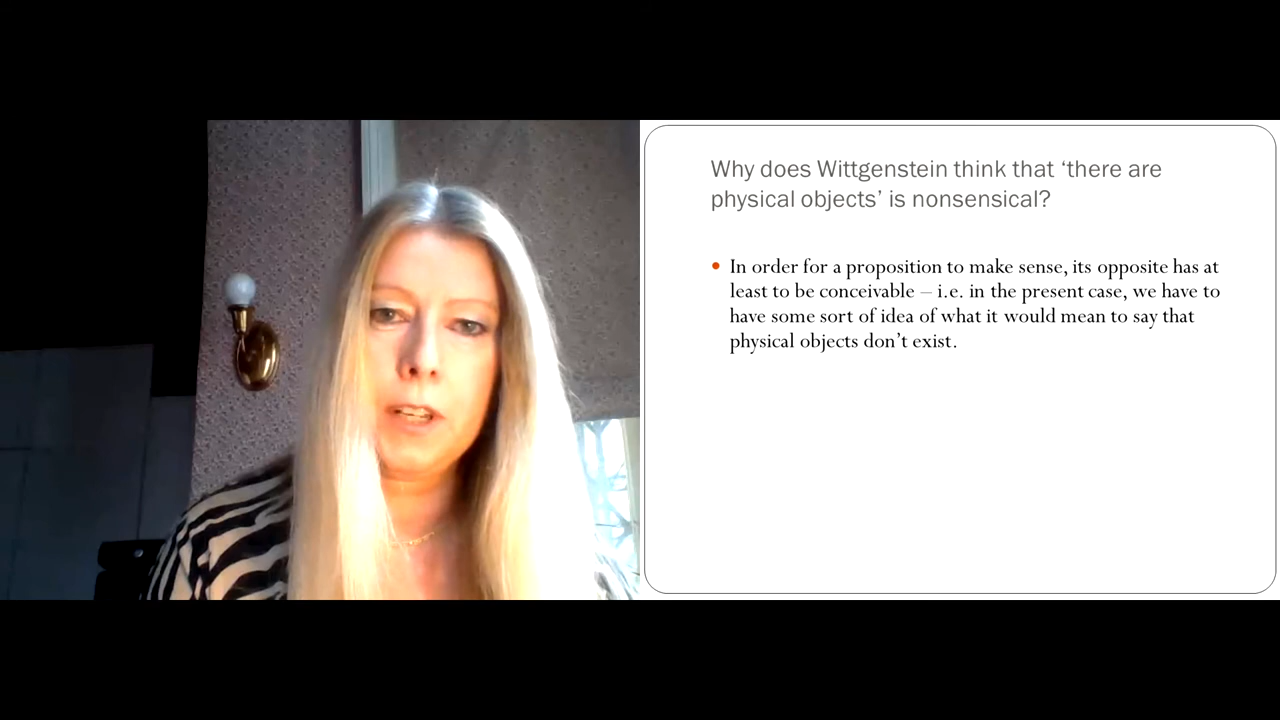 Why does Wittgenstein think that ‘there are
physical objects’ is nonsensical?
• In order for a proposition to make sense, its opposite has at
least to be conceivable – i.e. in the present case, we have to
have some sort of idea of what it would mean to say that
physical objects don’t exist.